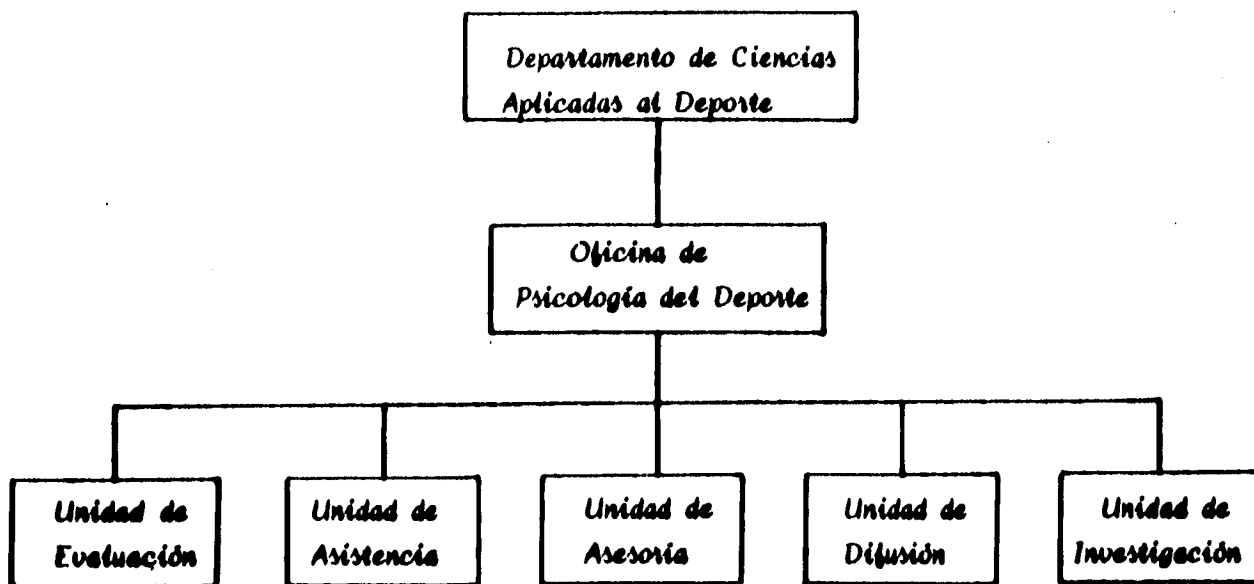 Departamento de Ciencias
Aplicadas al Deporte
Oficina de
Psicología del Deporte
Unidad de
Evaluación
Unidad de
Asistencia
Unidad de
Asesoría
Unidad de
Difusión
Unidad de
Investigación